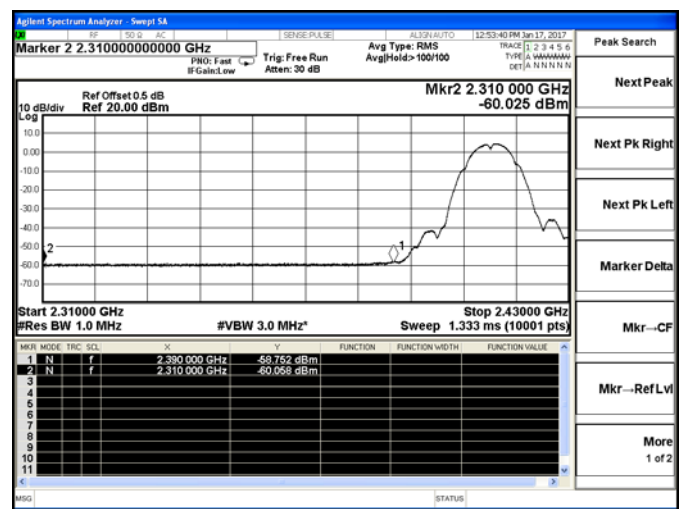 Agilent Spectrum Analyzer - Swept SA
RF 50 Ω AC SENSE:PULSE ALIGN AUTO 12:53:40 PM Jan 17, 2017
Marker 2 2.310000000000 GHz Avg Type: RMS TRACE 1 2 3 4 5 6 Peak Search
PNO: Fast Trig: Free Run Avg|Hold>100/100 TYPE A WWWWW
IFGain:Low Atten: 30 dB DET A N N N N N
Next Peak
Ref Offset 0.5 dB Mkr2 2.310 000 GHz
10 dB/div Ref 20.00 dBm -60.025 dBm
Log
10.0
0.00
Next Pk Right
-10.0
-20.0
-30.0
Next Pk Left
-40.0
-50.0
2 1
-60.0
Marker Delta
-70.0
Start 2.31000 GHz Stop 2.43000 GHz
#Res BW 1.0 MHz #VBW 3.0 MHz* Sweep 1.333 ms (10001 pts)
Mkr→CF
MKR MODE TRC SCL X Y FUNCTION FUNCTION WIDTH FUNCTION VALUE
1 N f 2.390 000 GHz -58.752 dBm
2 N f 2.310 000 GHz -60.058 dBm
3
4
Mkr→Ref Lvl
5
6
7
8
More
9
1 of 2
10
11
MSG STATUS